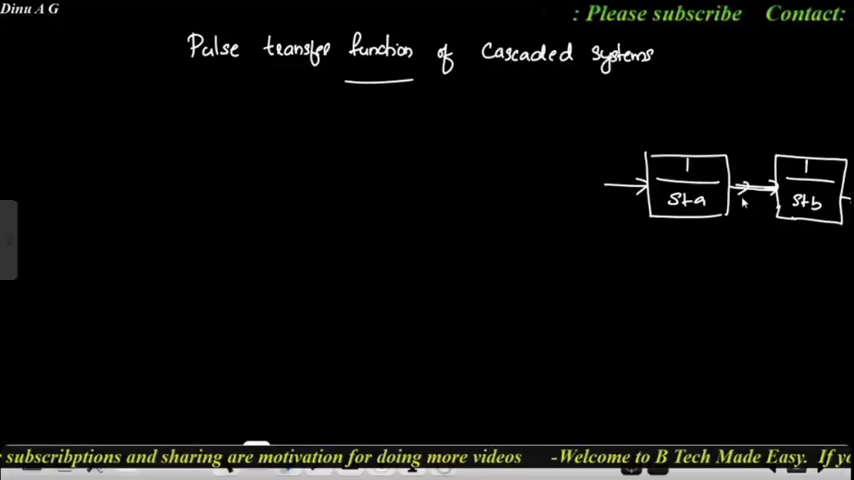 Dinu A G
: Please subscribe Contact:
Pulse transfer function of Cascaded systems
1 1
s+a s+b
subscribptions and sharing are motivation for doing more videos -Welcome to B Tech Made Easy. If yo